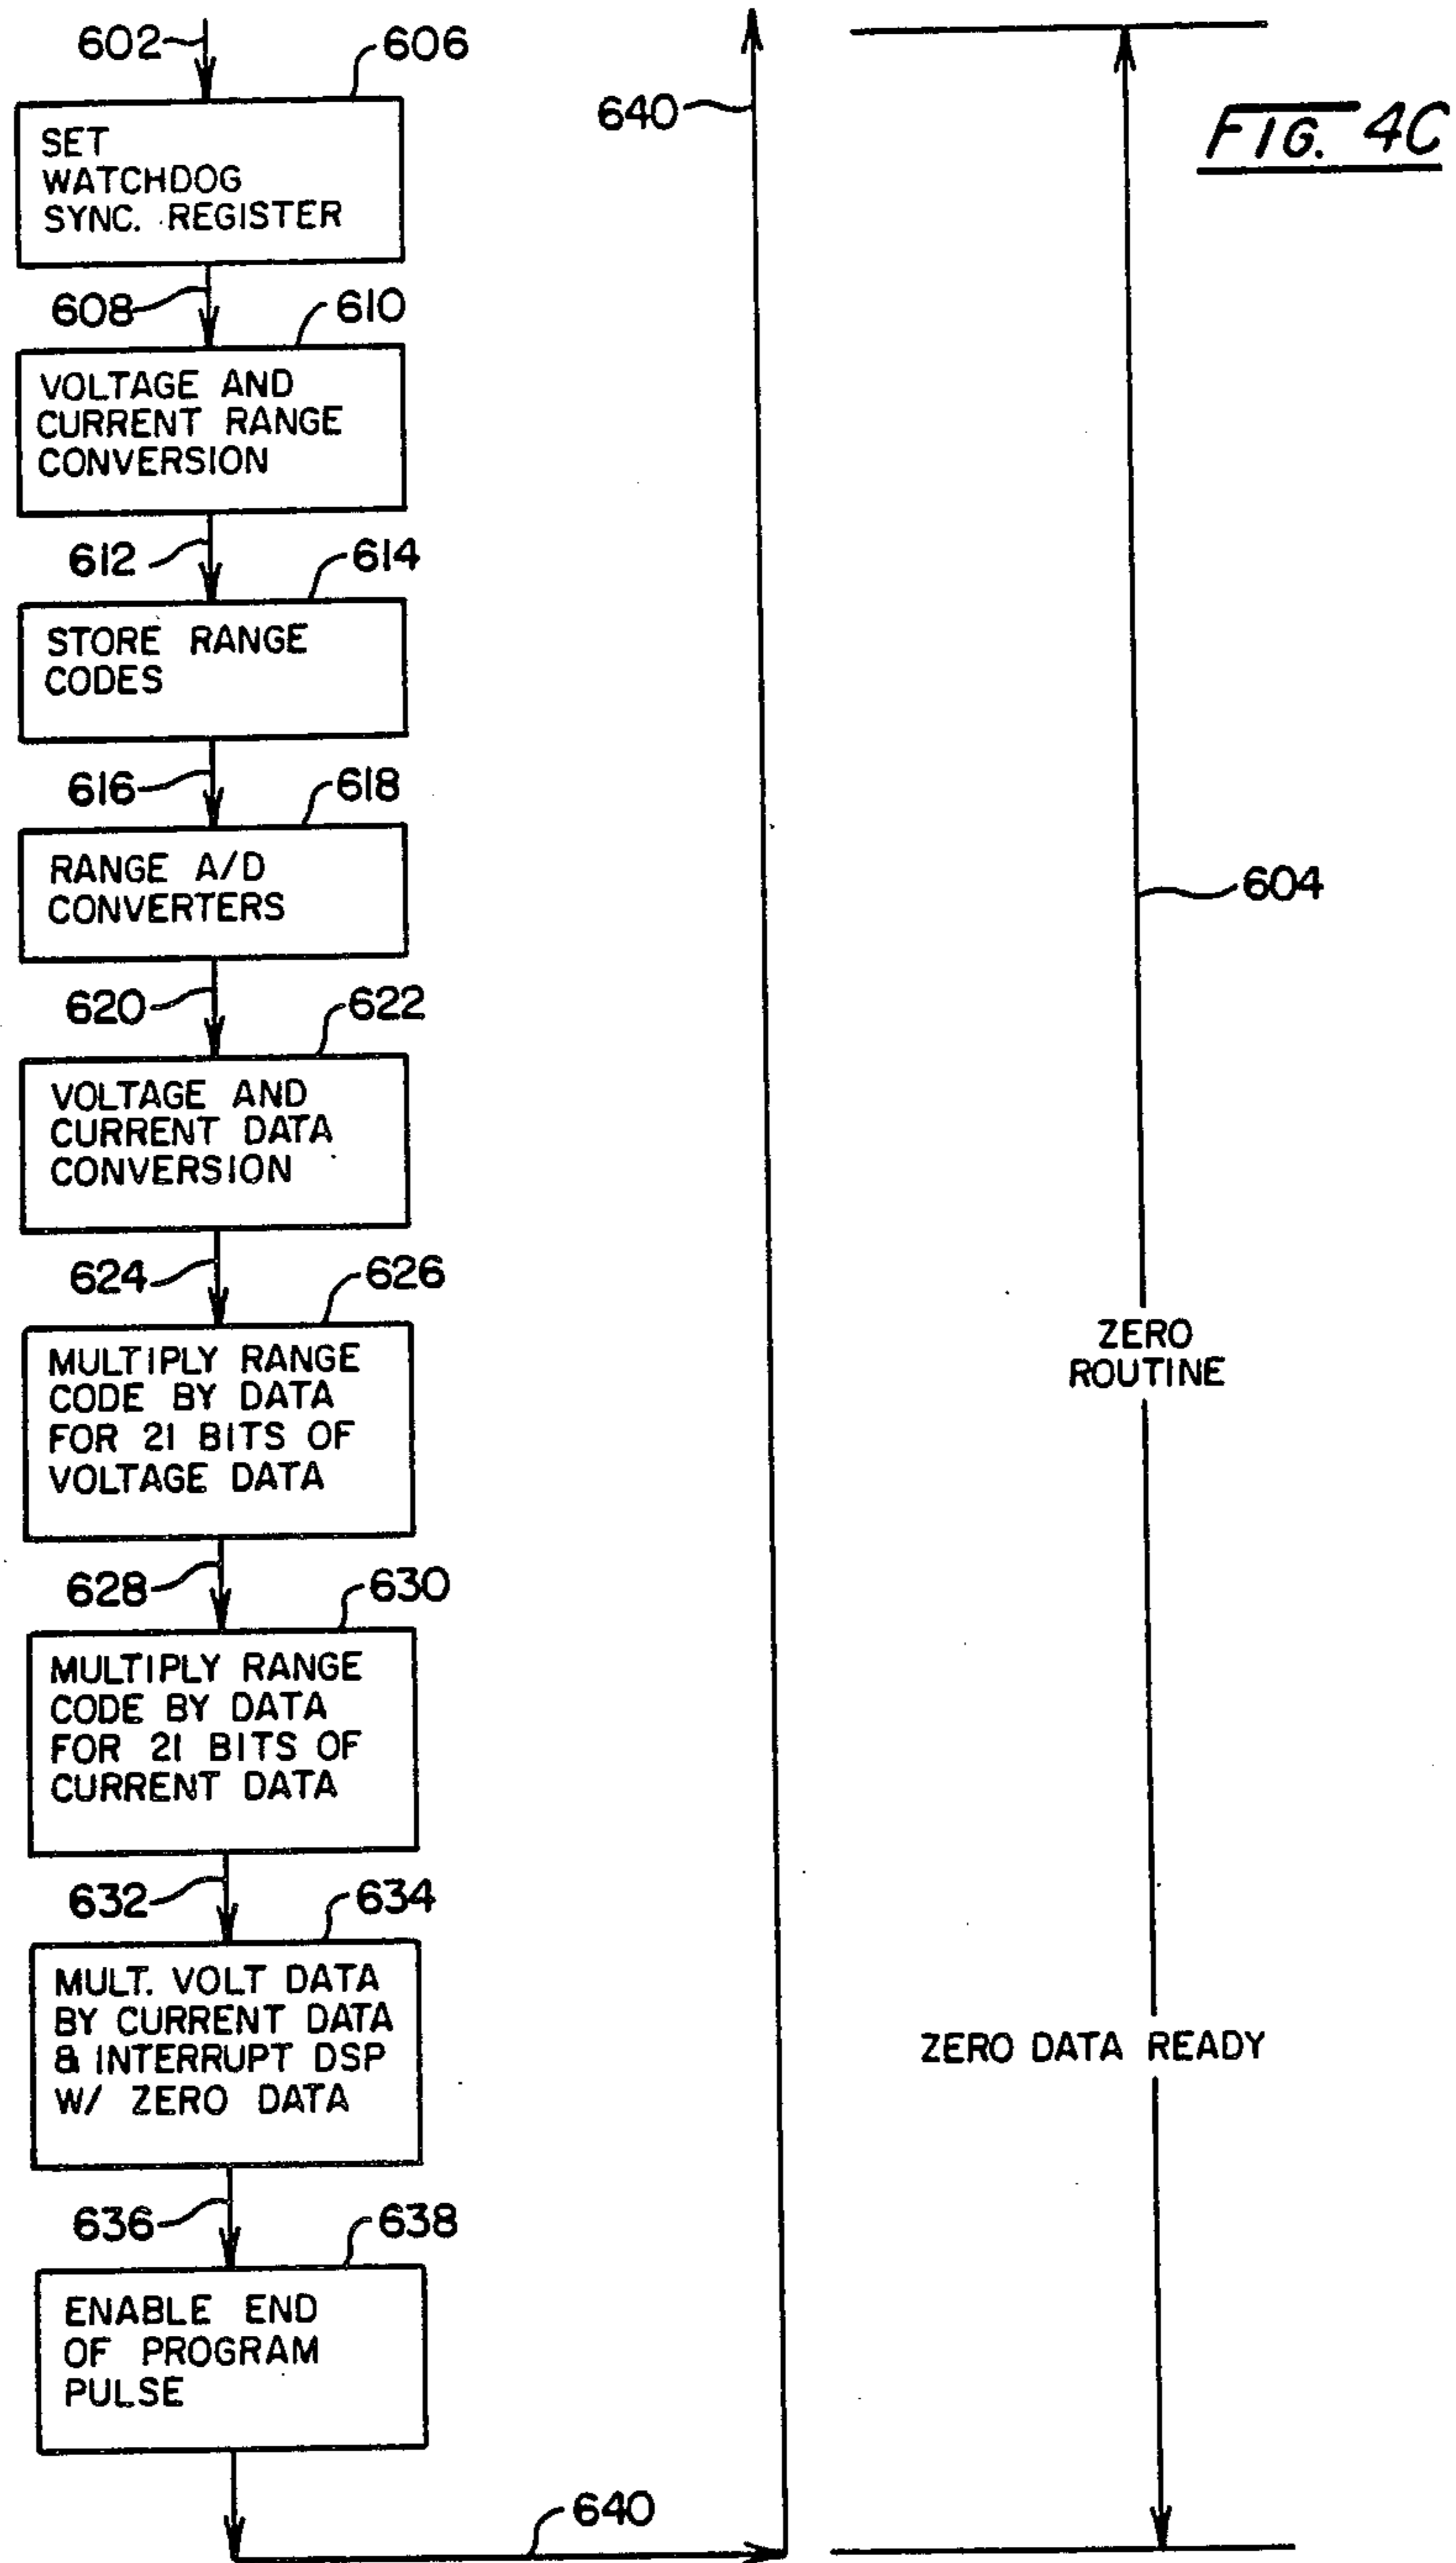 602
606
640
FIG. 4C
SET
WATCHDOG
SYNC. REGISTER
608
610
VOLTAGE AND
CURRENT RANGE
CONVERSION
612
614
STORE RANGE
CODES
616
618
RANGE A/D
CONVERTERS
604
620
622
VOLTAGE AND
CURRENT DATA
CONVERSION
624
626
ZERO
ROUTINE
MULTIPLY RANGE
CODE BY DATA
FOR 21 BITS OF
VOLTAGE DATA
628
630
MULTIPLY RANGE
CODE BY DATA
FOR 21 BITS OF
CURRENT DATA
632
634
MULT. VOLT DATA
BY CURRENT DATA
& INTERRUPT DSP
W/ ZERO DATA
ZERO DATA READY
636
638
ENABLE END
OF PROGRAM
PULSE
640